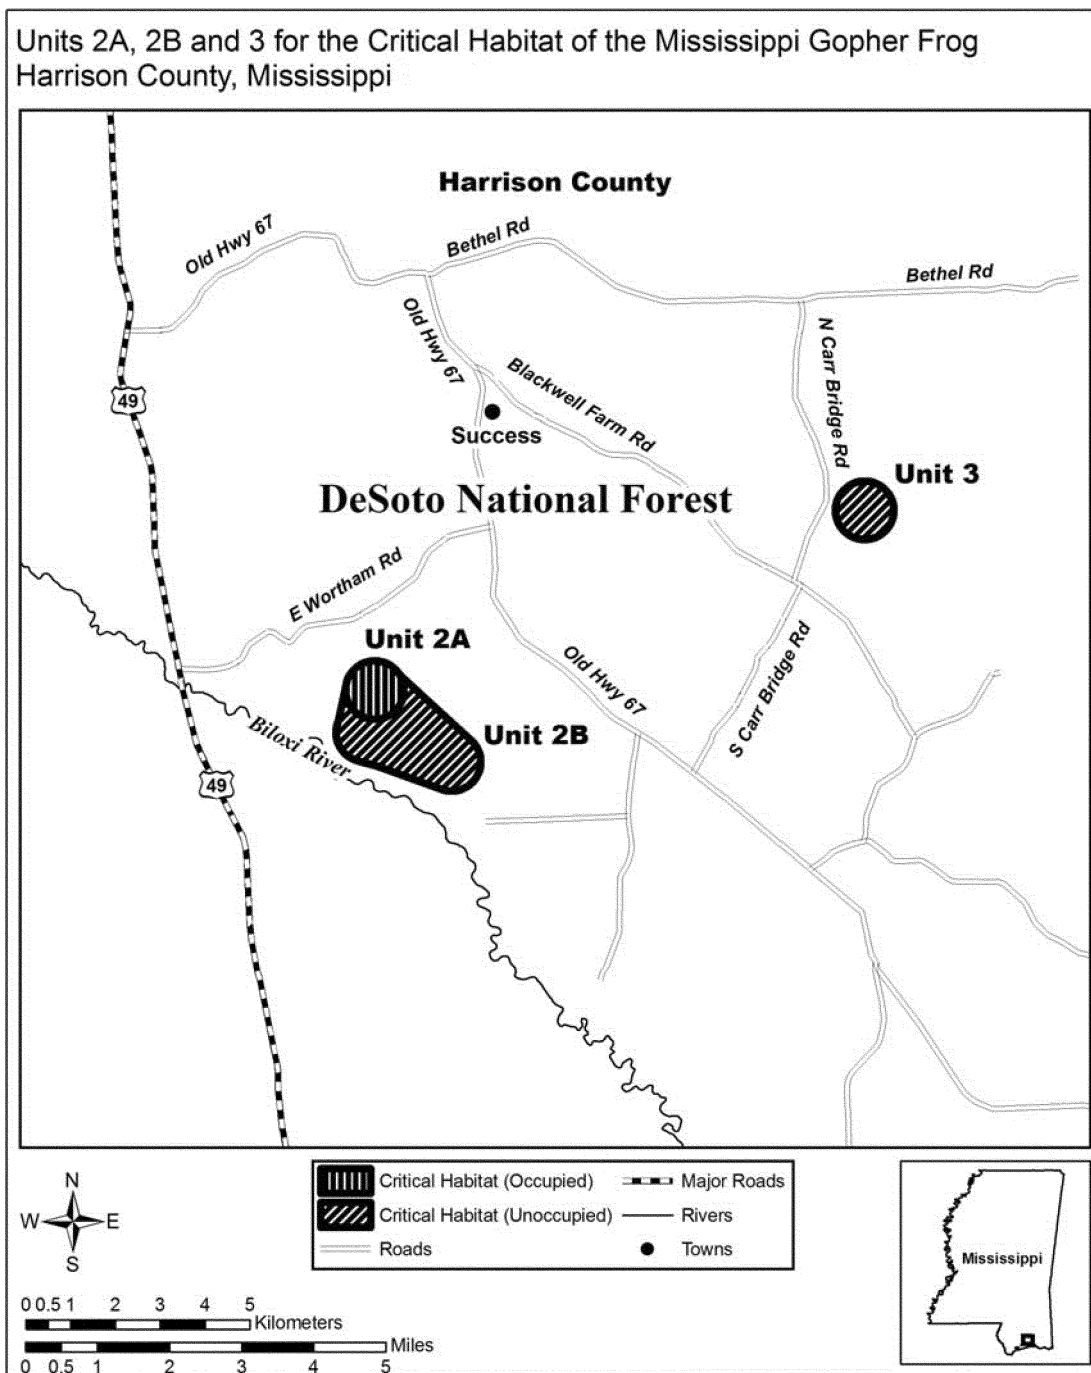 Units 2A, 2B and 3 for the Critical Habitat of the Mississippi Gopher Frog
Harrison County, Mississippi
Harrison County
Old Hwy 67
Bethel Rd
Bethel Rd
Old Hwy 67
N Carr Bridge Rd
49
Blackwell Farm Rd
Success
Unit 3
DeSoto National Forest
E Wortham Rd
Unit 2A
Old Hwy 67
S Carr Bridge Rd
Unit 2B
Biloxi River
49
N
W E
S
Critical Habitat (Occupied)
Major Roads
Critical Habitat (Unoccupied)
Rivers
Roads
Towns
Mississippi
0 0.5 1 2 3 4 5
Kilometers
Miles
0 0.5 1 2 3 4 5